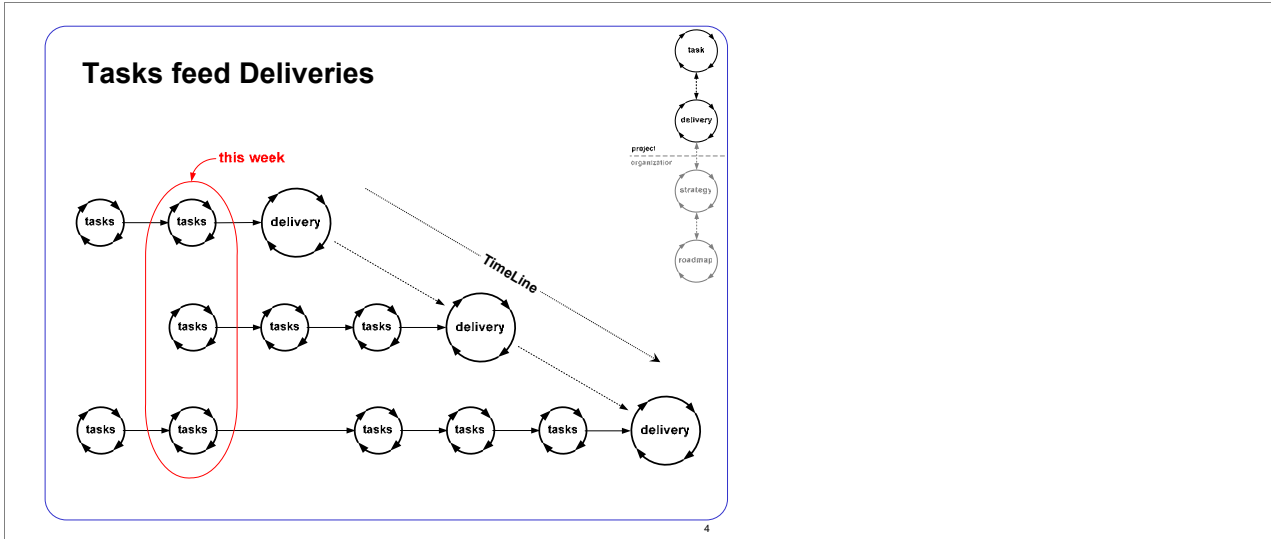 Tasks feed Deliveries
task
delivery
project
organization
strategy
roadmap
this week
tasks
tasks
delivery
TimeLine
tasks
tasks
tasks
delivery
tasks
tasks
tasks
tasks
tasks
delivery
4